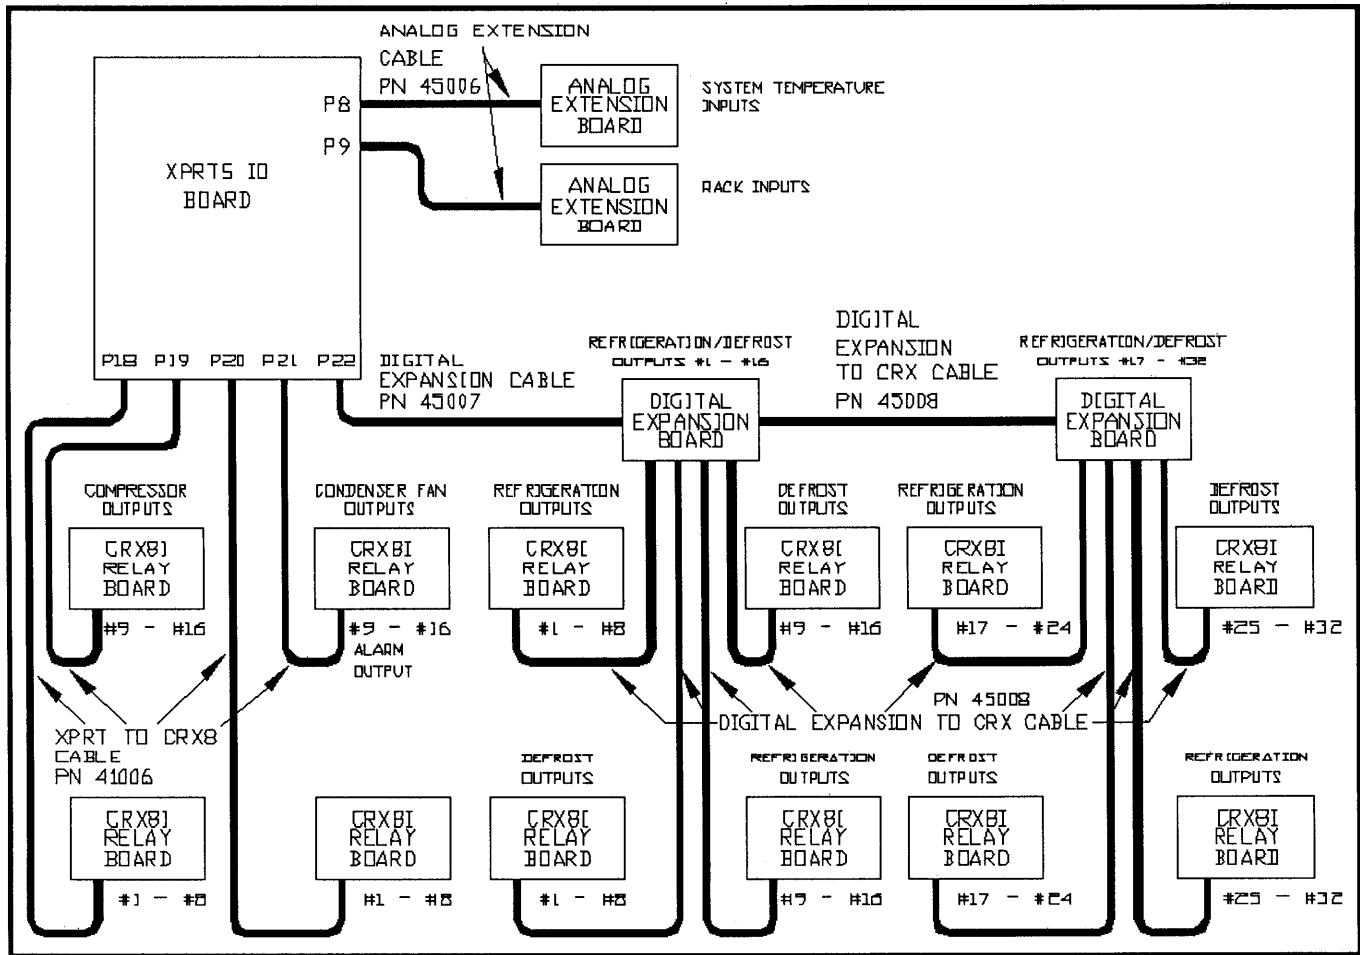 ANALOG EXTENSION
CABLE
PN 45006
P8
P9
XPRTS IO
BOARD
ANALOG
EXTENSION
BOARD
SYSTEM TEMPERATURE
INPUTS
ANALOG
EXTENSION
BOARD
RACK INPUTS
P18 P19 P20 P21 P22
DIGITAL
EXPANSION CABLE
PN 45007
REFRIGERATION/DEFROST
OUTPUTS #1 - #16
DIGITAL
EXPANSION
BOARD
DIGITAL
EXPANSION
TO CRX CABLE
PN 45008
REFRIGERATION/DEFROST
OUTPUTS #17 - #32
DIGITAL
EXPANSION
BOARD
COMPRESSOR
OUTPUTS
CRX8I
RELAY
BOARD
#9 - #16
CONDENSER FAN
OUTPUTS
CRX8I
RELAY
BOARD
#9 - #16
ALARM
OUTPUT
REFRIGERATION
OUTPUTS
CRX8I
RELAY
BOARD
#1 - #8
DEFROST
OUTPUTS
CRX8I
RELAY
BOARD
#9 - #16
REFRIGERATION
OUTPUTS
CRX8I
RELAY
BOARD
#17 - #24
DEFROST
OUTPUTS
CRX8I
RELAY
BOARD
#25 - #32
XPRT TO CRX8
CABLE
PN 41006
PN 45008
DIGITAL EXPANSION TO CRX CABLE
CRX8I
RELAY
BOARD
#1 - #8
CRX8I
RELAY
BOARD
#1 - #8
DEFROST
OUTPUTS
CRX8I
RELAY
BOARD
#1 - #8
REFRIGERATION
OUTPUTS
CRX8I
RELAY
BOARD
#9 - #16
DEFROST
OUTPUTS
CRX8I
RELAY
BOARD
#17 - #24
REFRIGERATION
OUTPUTS
CRX8I
RELAY
BOARD
#25 - #32